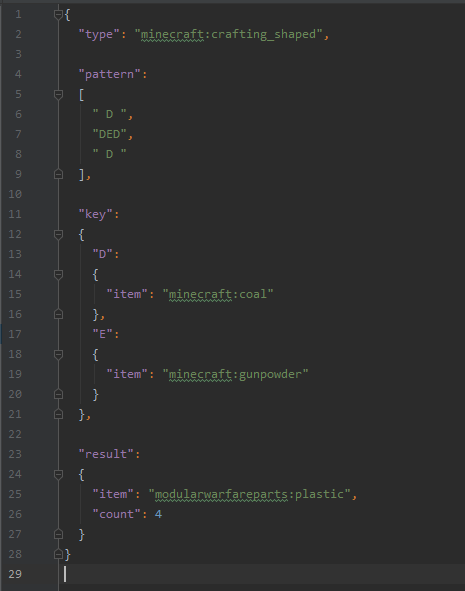 1 {
2 "type": "minecraft:crafting_shaped",
3
4 "pattern":
5 [
6 " D ",
7 "DED",
8 " D "
9 ],
10
11 "key":
12 {
13 "D":
14 {
15 "item": "minecraft:coal"
16 },
17 "E":
18 {
19 "item": "minecraft:gunpowder"
20 }
21 },
22
23 "result":
24 {
25 "item": "modularwarfareparts:plastic",
26 "count": 4
27 }
28 }
29